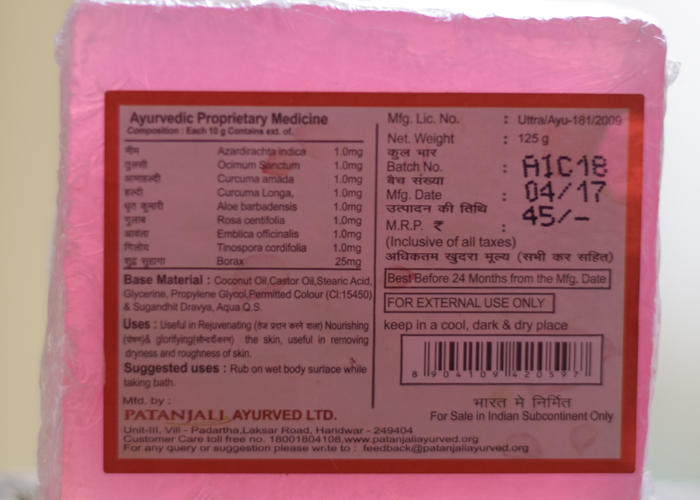 Ayurvedic Proprietary Medicine
Composition : Each 10 g Contains ext. of.
नीम Azardirachta indica 1.0mg
तुलसी Ocimum Sanctum 1.0mg
आमाहल्दी Curcuma amada 1.0mg
हल्दी Curcuma Longa, 1.0mg
धृत कुमारी Aloe barbadensis 1.0mg
गुलाब Rosa centifolia 1.0mg
आंवला Emblica officinalis 1.0mg
गिलोय Tinospora cordifolia 1.0mg
शुद्ध सुहागा Borax 25mg
Base Material : Coconut Oil,Castor Oil,Stearic Acid,
Glycerine, Propylene Glycol,Permitted Colour (CI:15450)
& Sugandhit Dravya, Aqua Q.S.
Uses : Useful in Rejuvenating (तेज प्रदान करने वाला) Nourishing
(पोषण)& glorifying(सौन्दर्यीकरण) the skin, useful in removing
dryness and roughness of skin.
Suggested uses : Rub on wet body surface while
taking bath.
Mfd. by :
PATANJALI AYURVED LTD.
Unit-III, Vill - Padartha,Laksar Road, Haridwar - 249404
Customer Care toll free no. 18001804108,www.patanjaliayurved.org
For any query or suggestion please write to : feedback@patanjaliayurved.org
Mfg. Lic. No. : Uttra/Ayu-181/2009
Net. Weight : 125 g
कुल भार
Batch No. : AIC18
बैच संख्या
Mfg. Date : 04/17
उत्पादन की तिथि
M.R.P. ₹ : 45/-
(Inclusive of all taxes)
अधिकतम खुदरा मूल्य (सभी कर सहित)
Best Before 24 Months from the Mfg. Date
FOR EXTERNAL USE ONLY
keep in a cool, dark & dry place
8 904109 420597
भारत मे निर्मित
For Sale in Indian Subcontinent Only